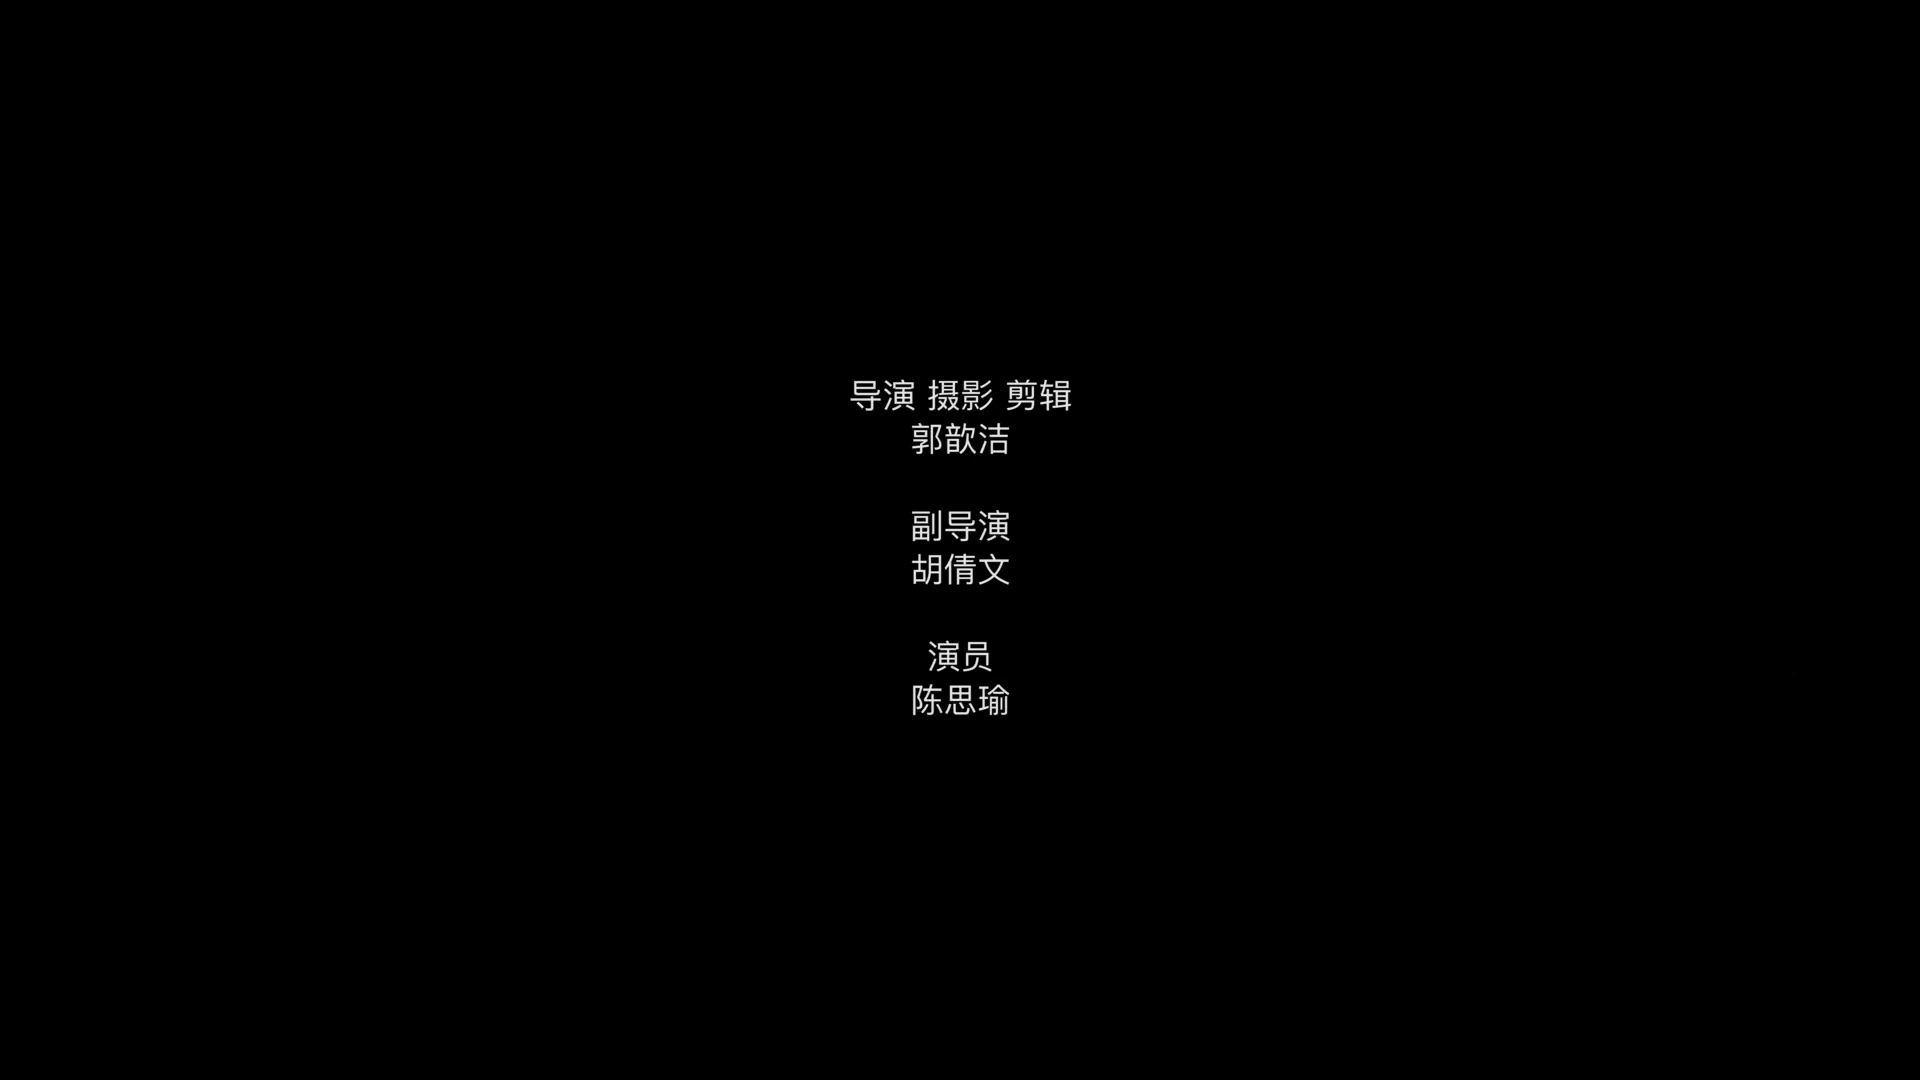 导演 摄影 剪辑
郭歆洁
副导演
胡倩文
演员
陈思瑜